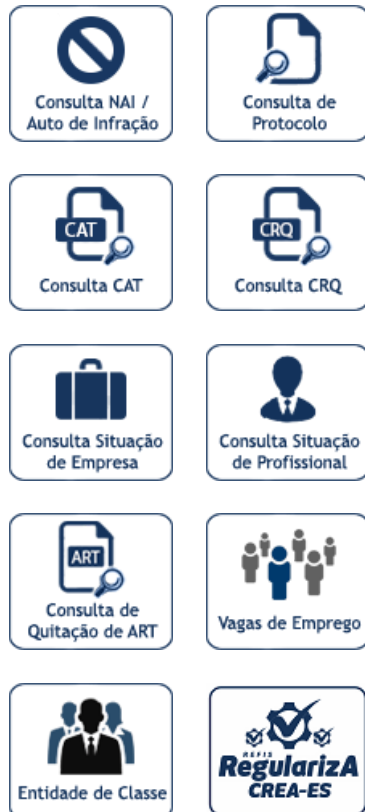 Consulta NAI /
Auto de Infração
Consulta de
Protocolo
CAT
Consulta CAT
CRQ
Consulta CRQ
Consulta Situação
de Empresa
Consulta Situação
de Profissional
ART
Consulta de
Quitação de ART
Vagas de Emprego
Entidade de Classe
REFIS
RegularizA
CREA-ES